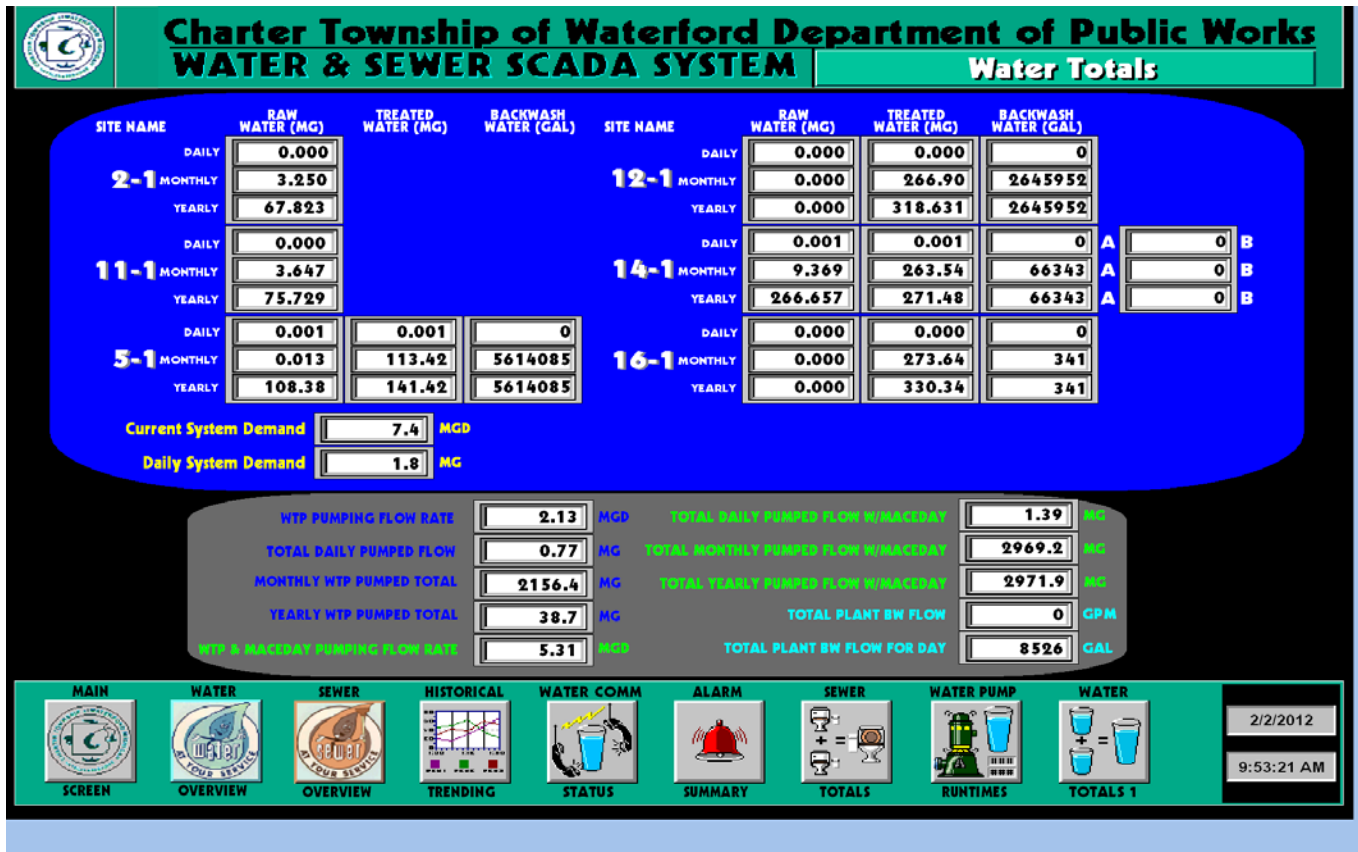 Charter Township of Waterford Department of Public Works
WATER & SEWER SCADA SYSTEM Water Totals
SITE NAME RAW WATER (MG) TREATED WATER (MG) BACKWASH WATER (GAL) SITE NAME RAW WATER (MG) TREATED WATER (MG) BACKWASH WATER (GAL)
DAILY 0.000 DAILY 0.000 0.000 0
2-1 MONTHLY 3.250 12-1 MONTHLY 0.000 266.90 2645952
YEARLY 67.823 YEARLY 0.000 318.631 2645952
DAILY 0.000 DAILY 0.001 0.001 0 A 0 B
11-1 MONTHLY 3.647 14-1 MONTHLY 9.369 263.54 66343 A 0 B
YEARLY 75.729 YEARLY 266.657 271.48 66343 A 0 B
DAILY 0.001 0.001 0 DAILY 0.000 0.000 0
5-1 MONTHLY 0.013 113.42 5614085 16-1 MONTHLY 0.000 273.64 341
YEARLY 108.38 141.42 5614085 YEARLY 0.000 330.34 341
Current System Demand 7.4 MGD
Daily System Demand 1.8 MG
WTP PUMPING FLOW RATE 2.13 MGD TOTAL DAILY PUMPED FLOW W/MACEDAY 1.39 MG
TOTAL DAILY PUMPED FLOW 0.77 MG TOTAL MONTHLY PUMPED FLOW W/MACEDAY 2969.2 MG
MONTHLY WTP PUMPED TOTAL 2156.4 MG TOTAL YEARLY PUMPED FLOW W/MACEDAY 2971.9 MG
YEARLY WTP PUMPED TOTAL 38.7 MG TOTAL PLANT BW FLOW 0 GPM
WTP & MACEDAY PUMPING FLOW RATE 5.31 MGD TOTAL PLANT BW FLOW FOR DAY 8526 GAL
MAIN WATER SEWER HISTORICAL WATER COMM ALARM SEWER WATER PUMP WATER
water AT YOUR SERVICE
sewer AT YOUR SERVICE
2/2/2012
9:53:21 AM
SCREEN OVERVIEW OVERVIEW TRENDING STATUS SUMMARY TOTALS RUNTIMES TOTALS 1